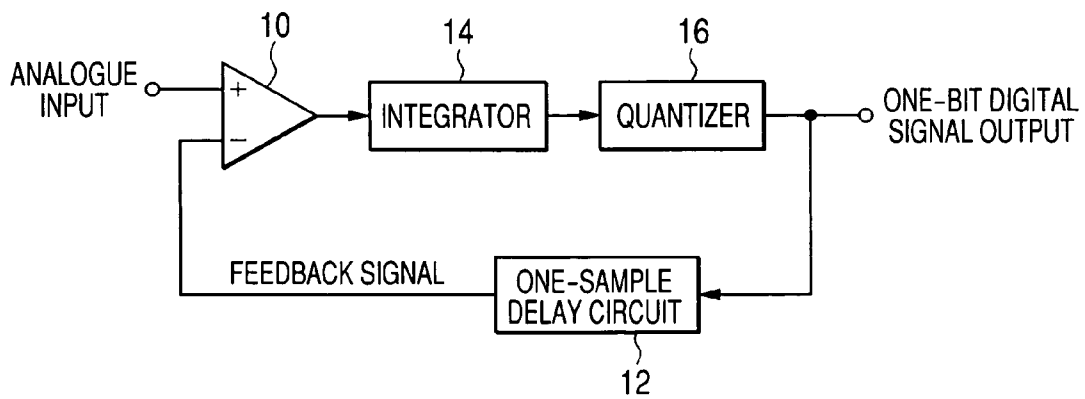 10
14
16
ANALOGUE
INPUT
+
−
INTEGRATOR
QUANTIZER
ONE-BIT DIGITAL
SIGNAL OUTPUT
FEEDBACK SIGNAL
ONE-SAMPLE
DELAY CIRCUIT
12